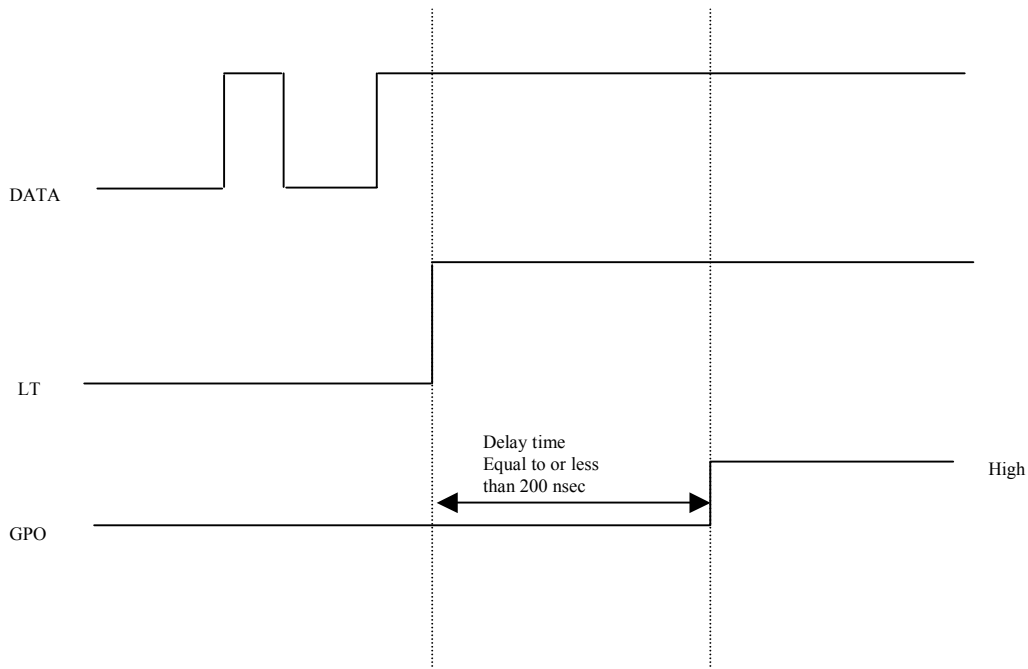 DATA
LT
Delay time
Equal to or less
than 200 nsec
High
GPO